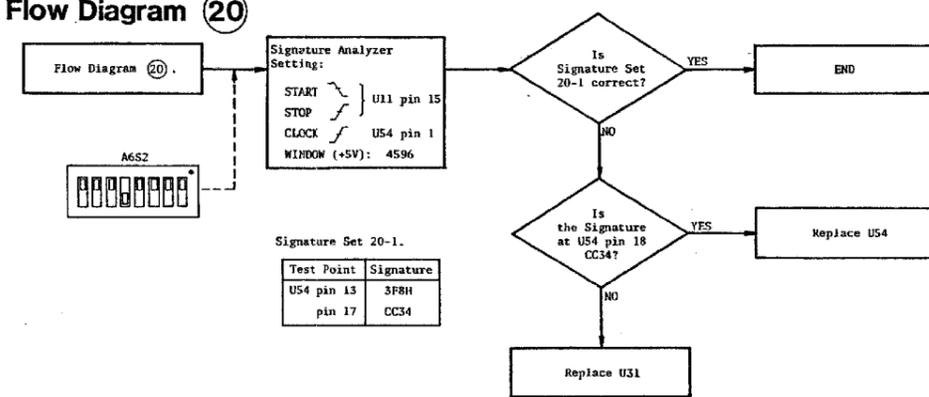 Flow Diagram 20
Flow Diagram 20.
Signature Analyzer
Setting:
START
STOP
U11 pin 15
CLOCK U54 pin 1
WINDOW (+5V): 4596
A6S2
Is
Signature Set
20-1 correct?
YES
END
NO
Is
the Signature
at U54 pin 18
CC34?
YES
Replace U54
NO
Replace U31
Signature Set 20-1.
Test Point Signature
U54 pin 13 3F8H
pin 17 CC34